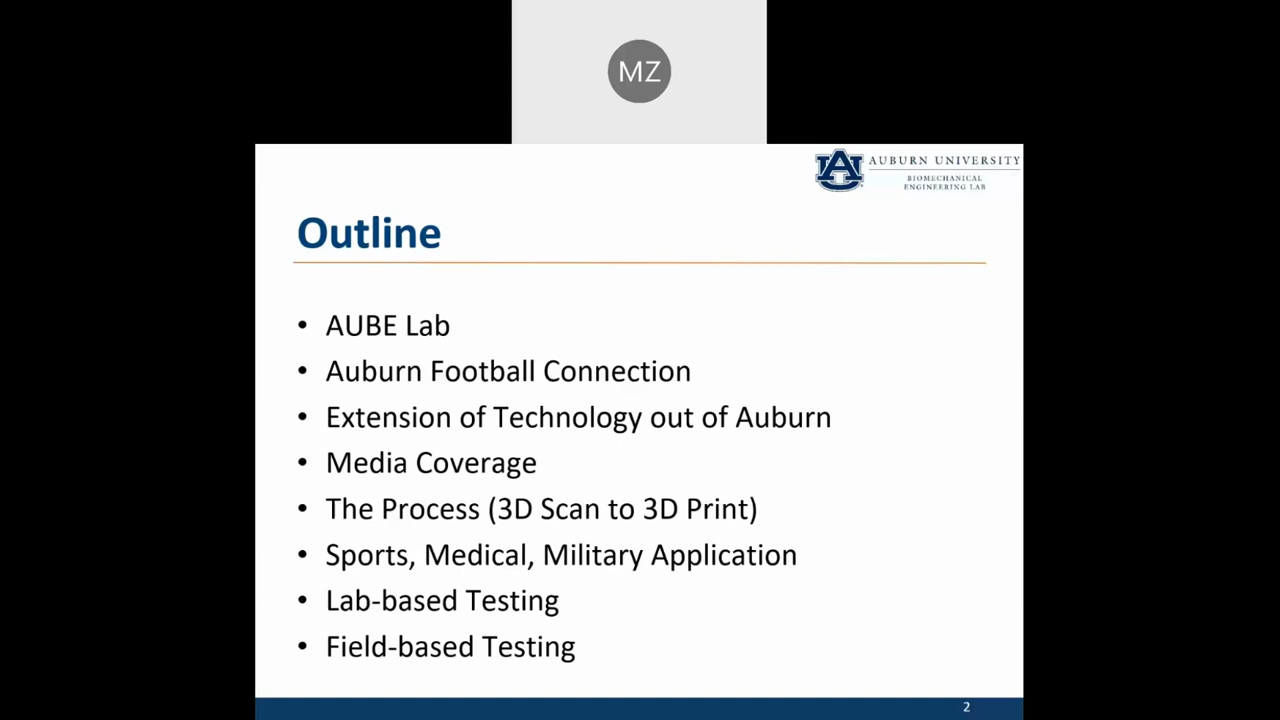 MZ
AUBURN UNIVERSITY
BIOMECHANICAL
ENGINEERING LAB
Outline
• AUBE Lab
• Auburn Football Connection
• Extension of Technology out of Auburn
• Media Coverage
• The Process (3D Scan to 3D Print)
• Sports, Medical, Military Application
• Lab-based Testing
• Field-based Testing
2